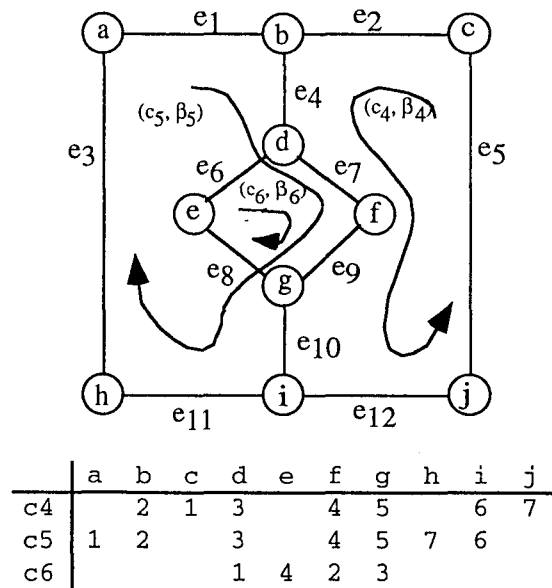 a e₁ b e₂ c
e₄
(c₅, β₅) (c₄, β₄)
e₃ d e₅
e₆ e₇
(c₆, β₆)
e f
e₈ e₉
g
e₁₀
h i j
e₁₁ e₁₂
a b c d e f g h i j
c4 2 1 3 4 5 6 7
c5 1 2 3 4 5 7 6
c6 1 4 2 3